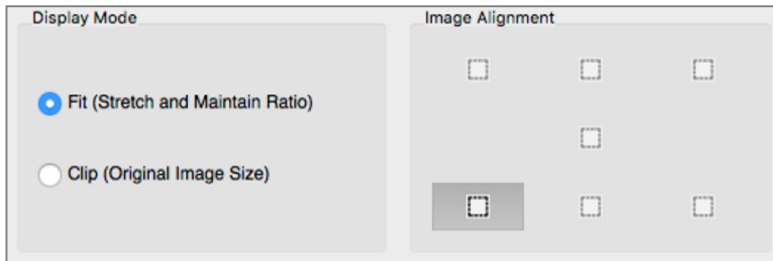 Display Mode
Image Alignment
Fit (Stretch and Maintain Ratio)
Clip (Original Image Size)